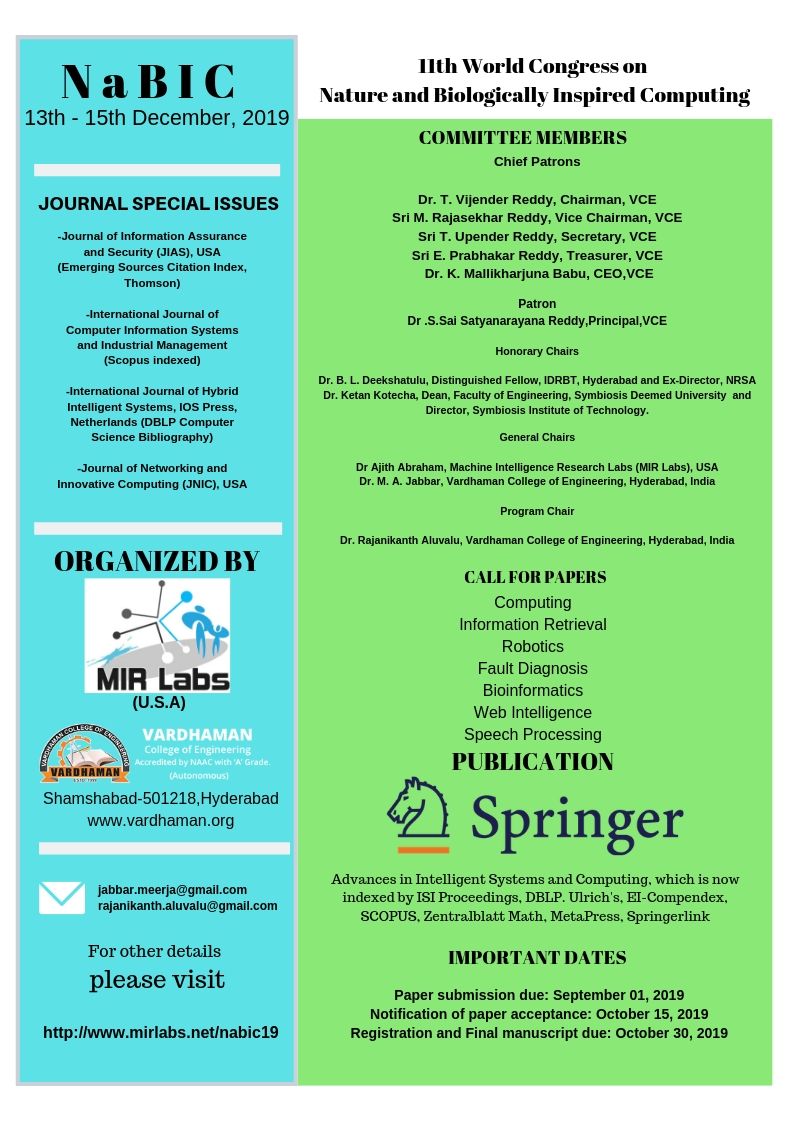 NaBIC
13th - 15th December, 2019
JOURNAL SPECIAL ISSUES
-Journal of Information Assurance
and Security (JIAS), USA
(Emerging Sources Citation Index,
Thomson)
-International Journal of
Computer Information Systems
and Industrial Management
(Scopus indexed)
-International Journal of Hybrid
Intelligent Systems, IOS Press,
Netherlands (DBLP Computer
Science Bibliography)
-Journal of Networking and
Innovative Computing (JNIC), USA
ORGANIZED BY
MIR Labs
(U.S.A)
VARDHAMAN COLLEGE OF ENGINEERING
VARDHAMAN
ESTD 1999
VARDHAMAN
College of Engineering
Accredited by NAAC with 'A' Grade.
(Autonomous)
Shamshabad-501218,Hyderabad
www.vardhaman.org
jabbar.meerja@gmail.com
rajanikanth.aluvalu@gmail.com
For other details
please visit
http://www.mirlabs.net/nabic19
11th World Congress on
Nature and Biologically Inspired Computing
COMMITTEE MEMBERS
Chief Patrons
Dr. T. Vijender Reddy, Chairman, VCE
Sri M. Rajasekhar Reddy, Vice Chairman, VCE
Sri T. Upender Reddy, Secretary, VCE
Sri E. Prabhakar Reddy, Treasurer, VCE
Dr. K. Mallikharjuna Babu, CEO,VCE
Patron
Dr .S.Sai Satyanarayana Reddy,Principal,VCE
Honorary Chairs
Dr. B. L. Deekshatulu, Distinguished Fellow, IDRBT, Hyderabad and Ex-Director, NRSA
Dr. Ketan Kotecha, Dean, Faculty of Engineering, Symbiosis Deemed University and
Director, Symbiosis Institute of Technology.
General Chairs
Dr Ajith Abraham, Machine Intelligence Research Labs (MIR Labs), USA
Dr. M. A. Jabbar, Vardhaman College of Engineering, Hyderabad, India
Program Chair
Dr. Rajanikanth Aluvalu, Vardhaman College of Engineering, Hyderabad, India
CALL FOR PAPERS
Computing
Information Retrieval
Robotics
Fault Diagnosis
Bioinformatics
Web Intelligence
Speech Processing
PUBLICATION
Springer
Advances in Intelligent Systems and Computing, which is now
indexed by ISI Proceedings, DBLP. Ulrich's, EI-Compendex,
SCOPUS, Zentralblatt Math, MetaPress, Springerlink
IMPORTANT DATES
Paper submission due: September 01, 2019
Notification of paper acceptance: October 15, 2019
Registration and Final manuscript due: October 30, 2019